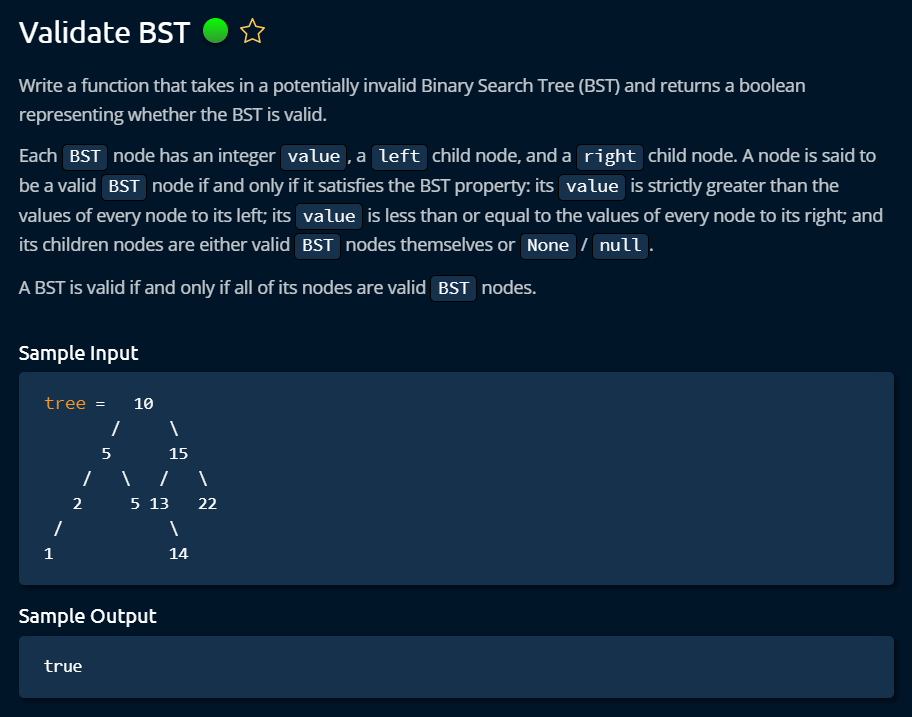 Validate BST
Write a function that takes in a potentially invalid Binary Search Tree (BST) and returns a boolean
representing whether the BST is valid.
Each BST node has an integer value, a left child node, and a right child node. A node is said to
be a valid BST node if and only if it satisfies the BST property: its value is strictly greater than the
values of every node to its left; its value is less than or equal to the values of every node to its right; and
its children nodes are either valid BST nodes themselves or None / null.
A BST is valid if and only if all of its nodes are valid BST nodes.
Sample Input
tree =   10
       /     \
      5      15
    /   \   /   \
   2     5 13   22
 /           \
1            14
Sample Output
true